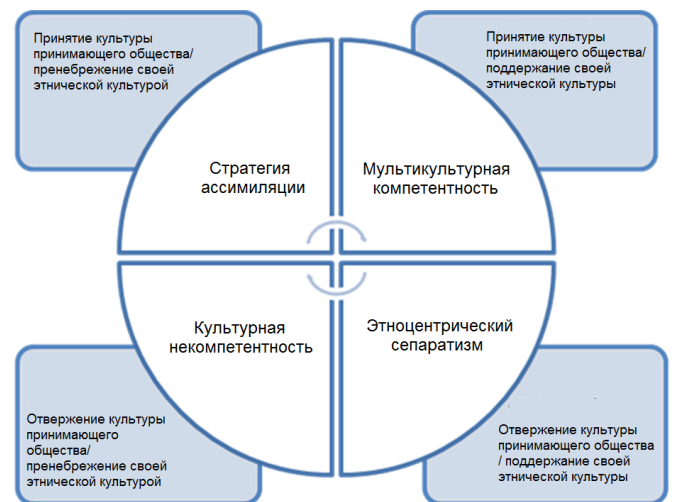 Принятие культуры
принимающего общества/
пренебрежение своей
этнической культурой
Принятие культуры
принимающего общества/
поддержание своей
этнической культуры
Стратегия
ассимиляции
Мультикультурная
компетентность
Культурная
некомпетентность
Этноцентрический
сепаратизм
Отвержение культуры
принимающего
общества/
пренебрежение своей
этнической культурой
Отвержение культуры
принимающего общества
/ поддержание своей
этнической культуры